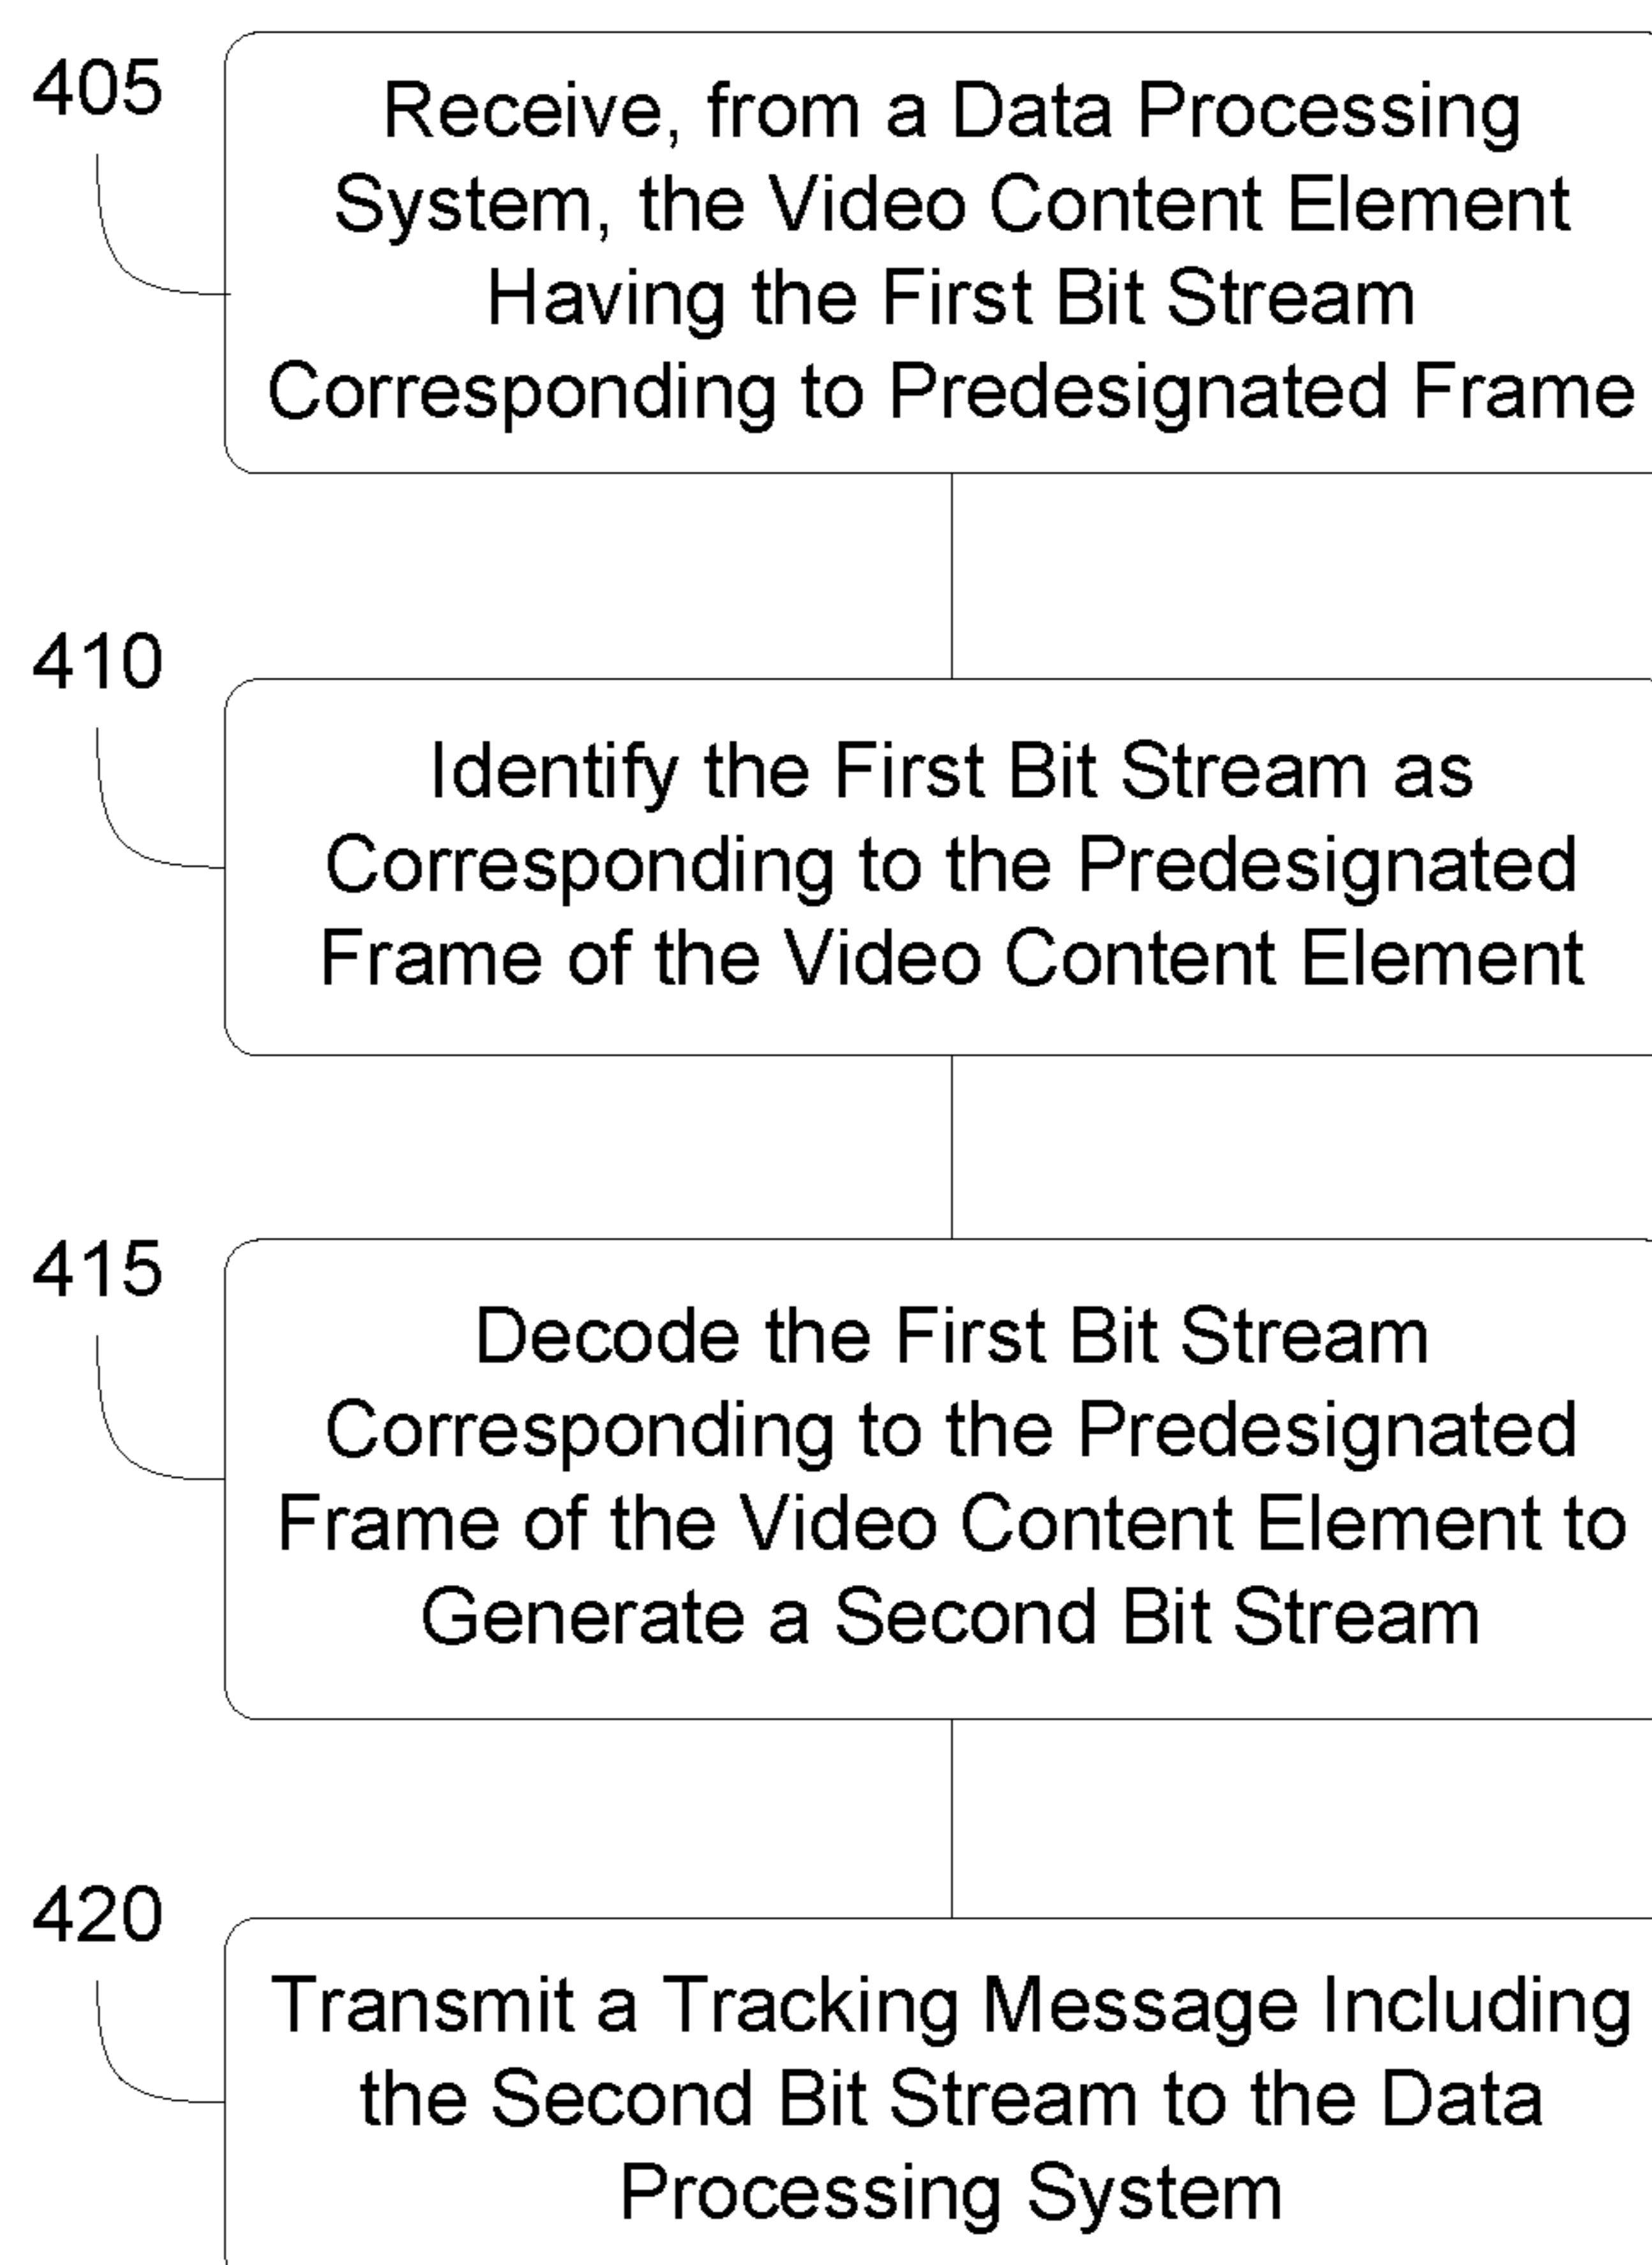 405
Receive, from a Data Processing
System, the Video Content Element
Having the First Bit Stream
Corresponding to Predesignated Frame
410
Identify the First Bit Stream as
Corresponding to the Predesignated
Frame of the Video Content Element
415
Decode the First Bit Stream
Corresponding to the Predesignated
Frame of the Video Content Element to
Generate a Second Bit Stream
420
Transmit a Tracking Message Including
the Second Bit Stream to the Data
Processing System